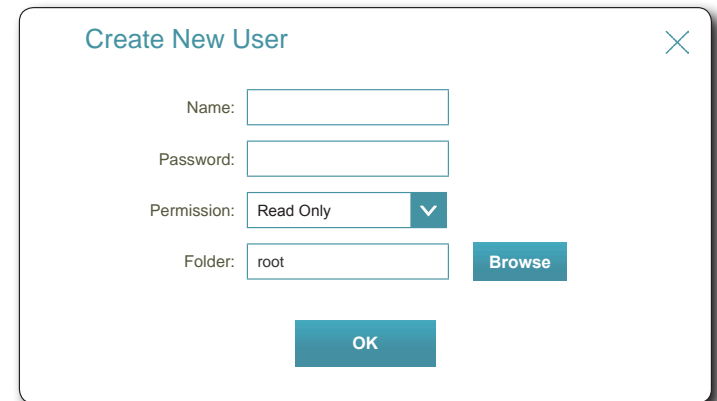 Create New User
Name:
Password:
Permission: Read Only
Folder: root Browse
OK